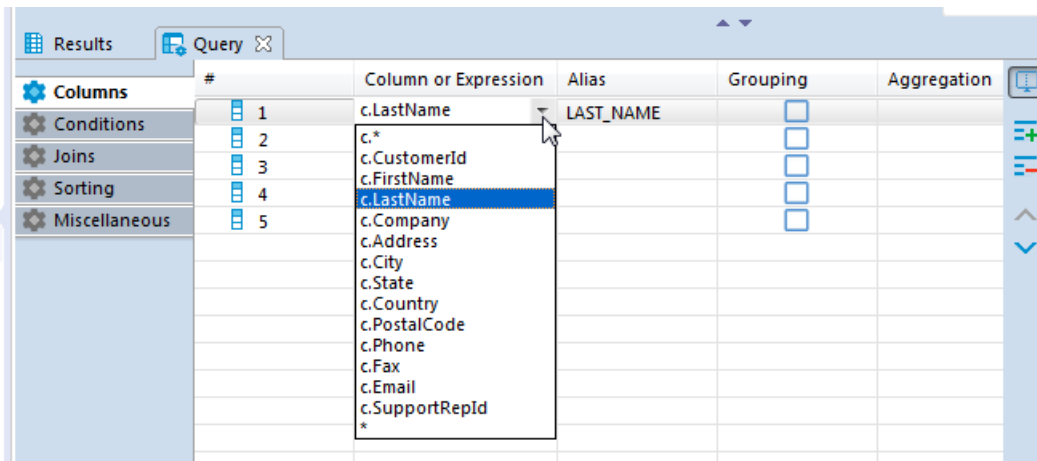 Results Query
# Column or Expression Alias Grouping Aggregation
Columns
Conditions
Joins
Sorting
Miscellaneous
1 c.LastName LAST_NAME
2
3
4
5
c.*
c.CustomerId
c.FirstName
c.LastName
c.Company
c.Address
c.City
c.State
c.Country
c.PostalCode
c.Phone
c.Fax
c.Email
c.SupportRepId
*